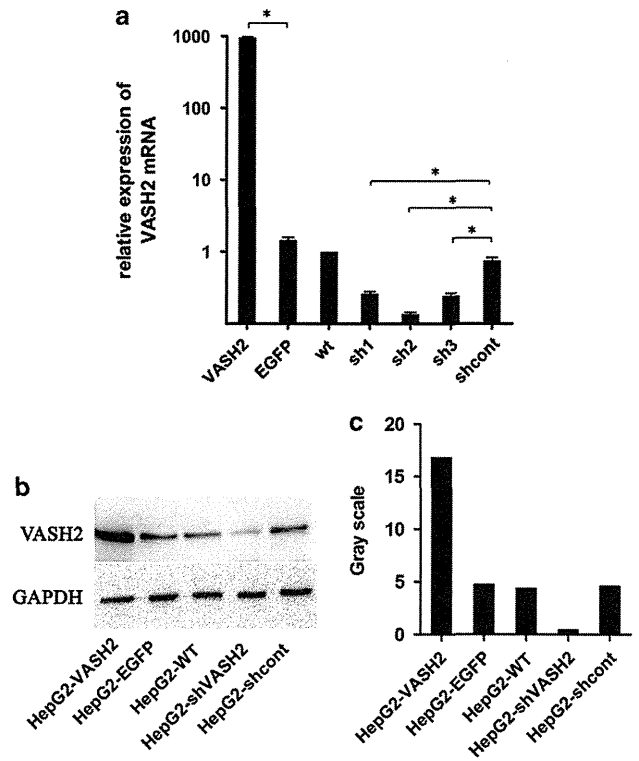 a
*
1000
100
10
1
relative expression of
VASH2 mRNA
*
*
*
VASH2
EGFP
wt
sh1
sh2
sh3
shcont
b
VASH2
GAPDH
HepG2-VASH2
HepG2-EGFP
HepG2-WT
HepG2-shVASH2
HepG2-shcont
c
20
15
10
5
0
Gray scale
HepG2-VASH2
HepG2-EGFP
HepG2-WT
HepG2-shVASH2
HepG2-shcont